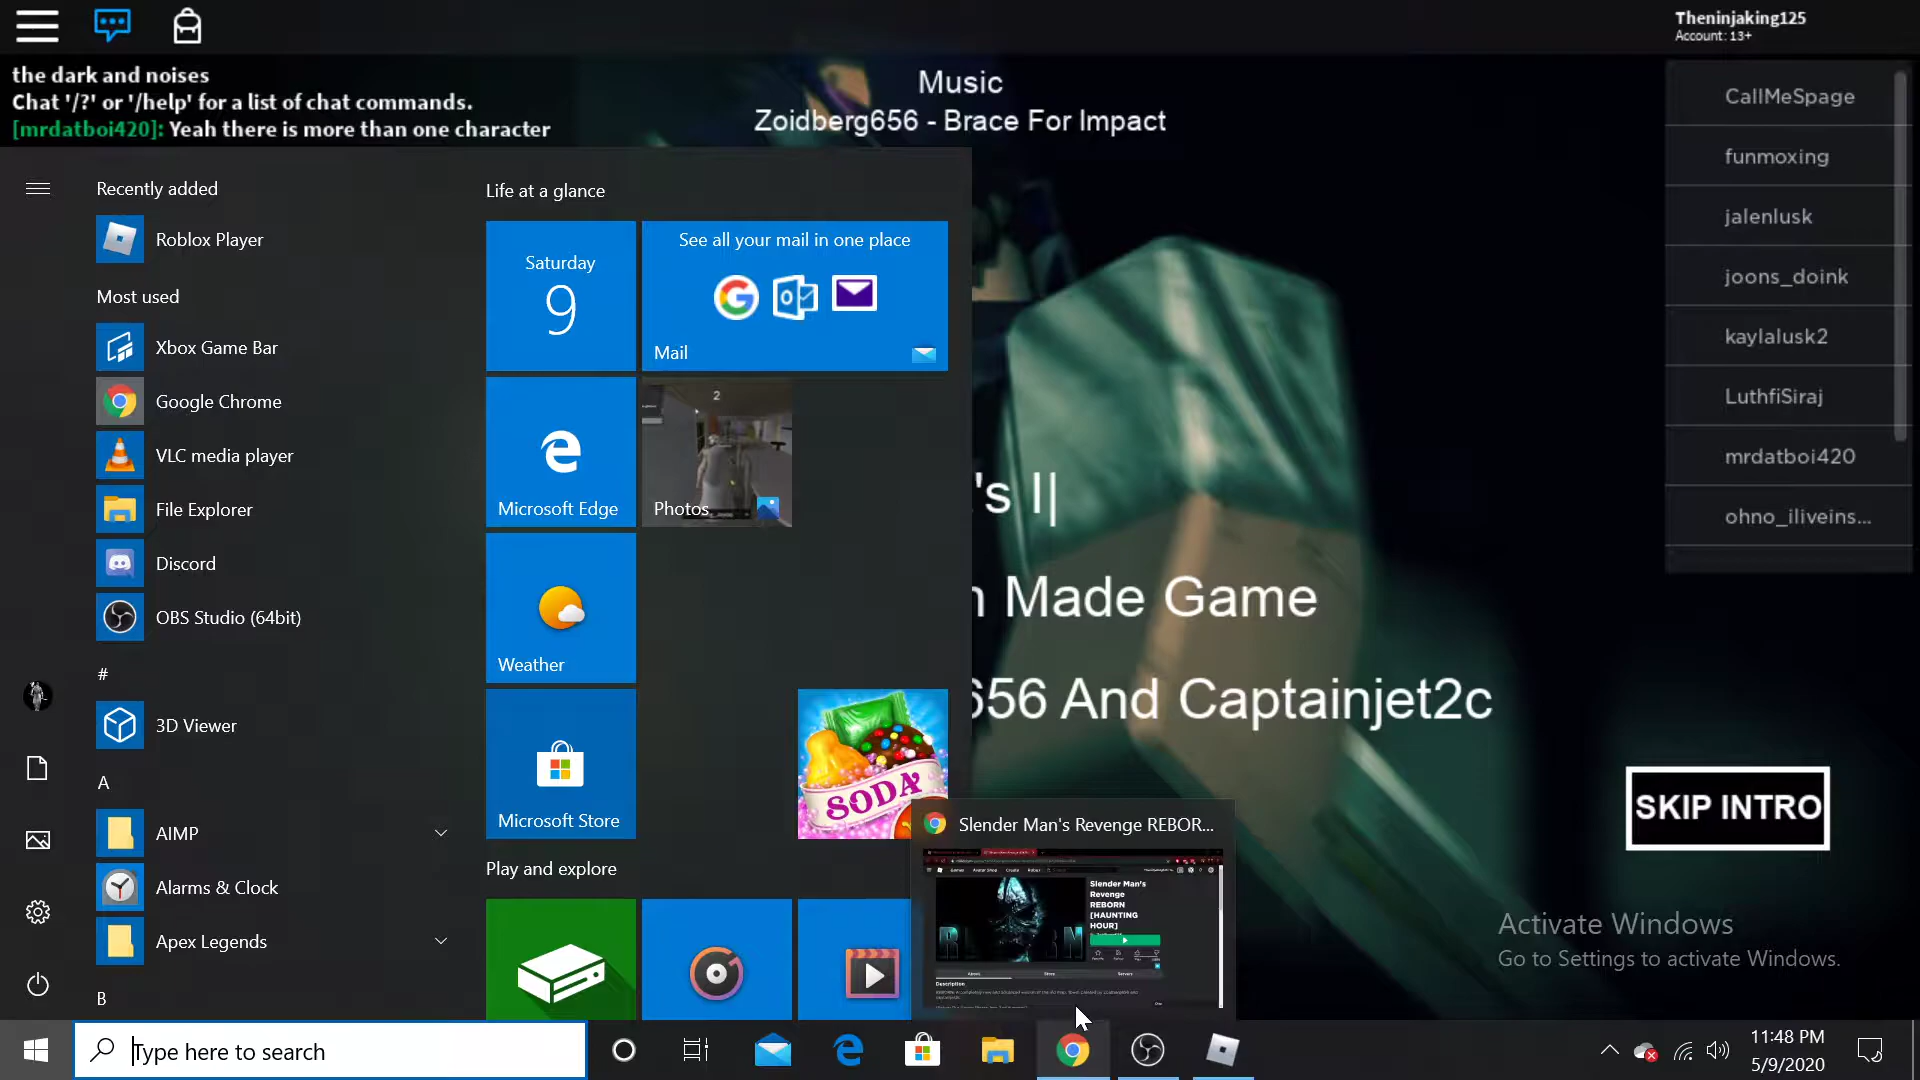 Theninjaking125
Account: 13+
the dark and noises
Chat '/?' or '/help' for a list of chat commands.
[mrdatboi420]: Yeah there is more than one character
Music
Zoidberg656 - Brace For Impact
CallMeSpage
funmoxing
jalenlusk
joons_doink
kaylalusk2
LuthfiSiraj
mrdatboi420
ohno_iliveins...
Recently added
Roblox Player
Most used
Xbox Game Bar
Google Chrome
VLC media player
File Explorer
Discord
OBS Studio (64bit)
#
3D Viewer
A
AIMP
Alarms & Clock
Apex Legends
B
Life at a glance
Saturday
9
See all your mail in one place
Mail
Microsoft Edge
2
Photos
Weather
Microsoft Store
SODA
Play and explore
's I|
Made Game
656 And Captainjet2c
SKIP INTRO
Slender Man's Revenge REBOR...
Slender Man's
Revenge
REBORN
[HAUNTING
HOUR]
Description
Activate Windows
Go to Settings to activate Windows.
Type here to search
11:48 PM
5/9/2020